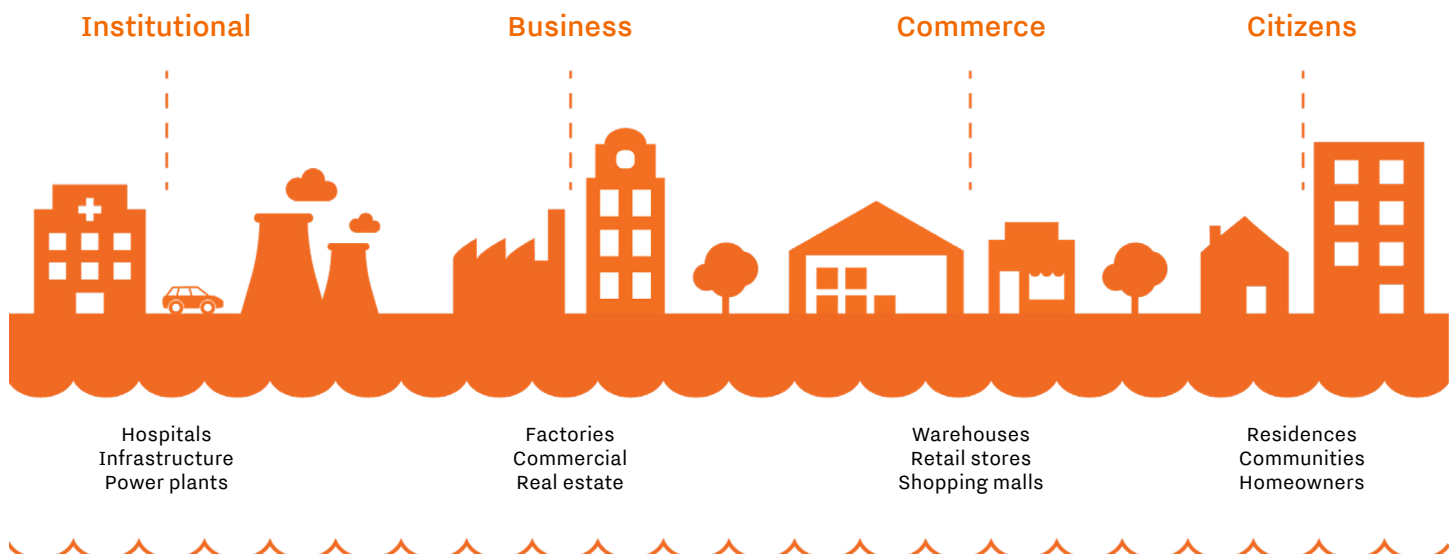 Institutional
Business
Commerce
Citizens
Hospitals
Infrastructure
Power plants
Factories
Commercial
Real estate
Warehouses
Retail stores
Shopping malls
Residences
Communities
Homeowners